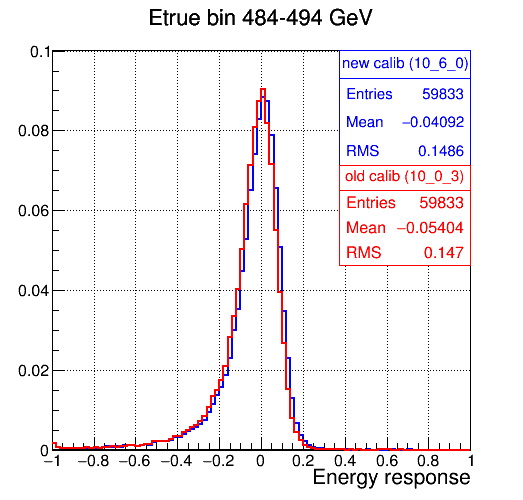 Etrue bin 484-494 GeV
new calib (10_6_0)
Entries 59833
Mean −0.04092
RMS 0.1486
old calib (10_0_3)
Entries 59833
Mean −0.05404
RMS 0.147
0.1
0.08
0.06
0.04
0.02
0
−1 −0.8 −0.6 −0.4 −0.2 0 0.2 0.4 0.6 0.8 1
Energy response